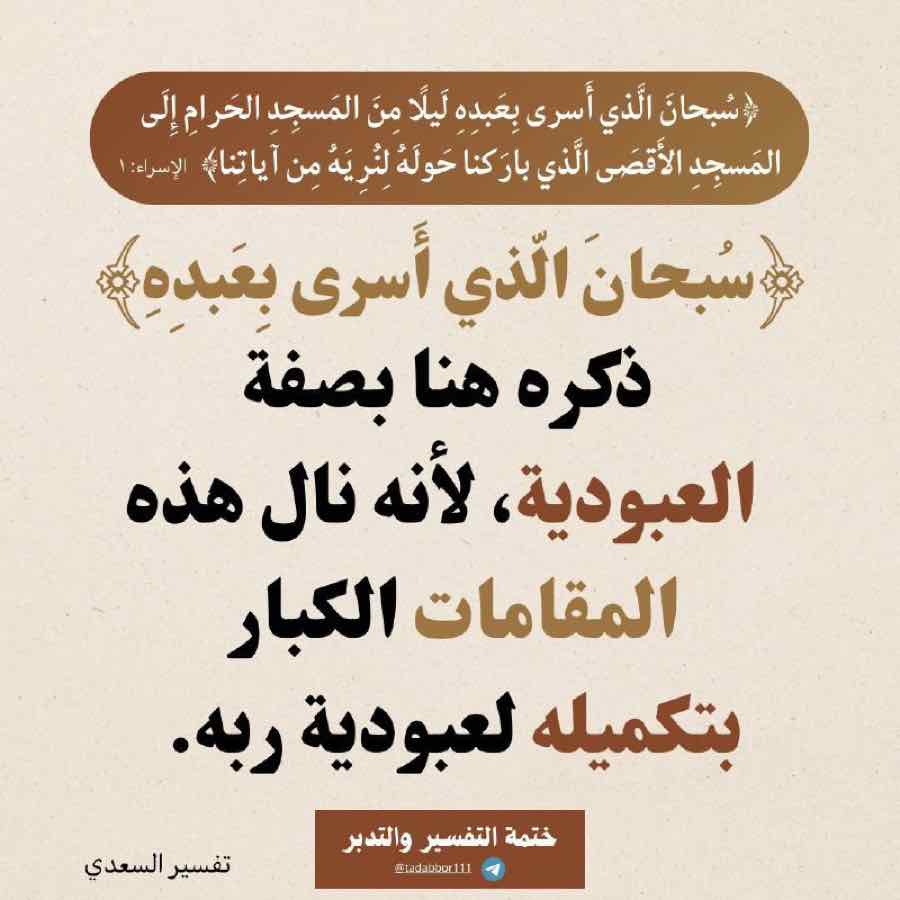 ﴿سُبحانَ الَّذي أَسرى بِعَبدِهِ لَيلًا مِنَ المَسجِدِ الحَرامِ إِلَى
المَسجِدِ الأَقصَى الَّذي بارَكنا حَولَهُ لِنُرِيَهُ مِن آياتِنا﴾ الإسراء: ١
﴿سُبحانَ الّذي أَسرى بِعَبدِهِ﴾
ذكره هنا بصفة
العبودية، لأنه نال هذه
المقامات الكبار
بتكميله لعبودية ربه.
ختمة التفسير والتدبر
@tadabbor111
تفسير السعدي